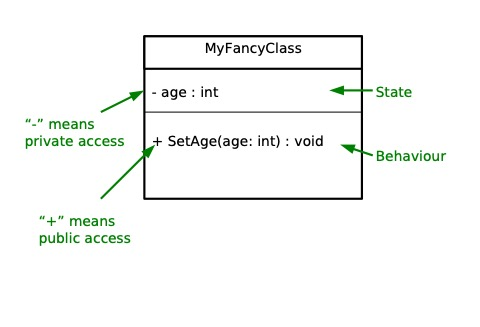 MyFancyClass
- age : int
State
“-” means
private access
+ SetAge(age: int) : void
Behaviour
“+” means
public access